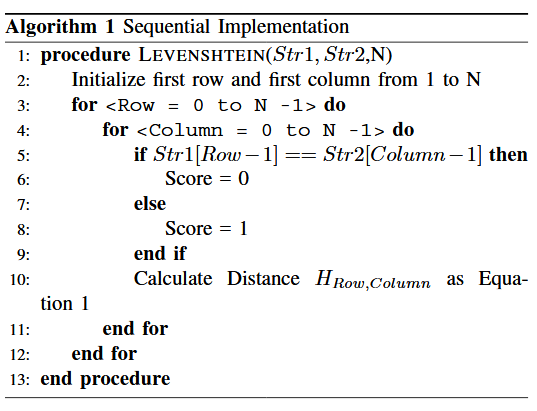 Algorithm 1 Sequential Implementation
1: procedure LEVENSHTEIN(Str1, Str2,N)
2: Initialize first row and first column from 1 to N
3: for <Row = 0 to N -1> do
4: for <Column = 0 to N -1> do
5: if Str1[Row−1] == Str2[Column−1] then
6: Score = 0
7: else
8: Score = 1
9: end if
10: Calculate Distance H_{Row,Column} as Equa-
tion 1
11: end for
12: end for
13: end procedure